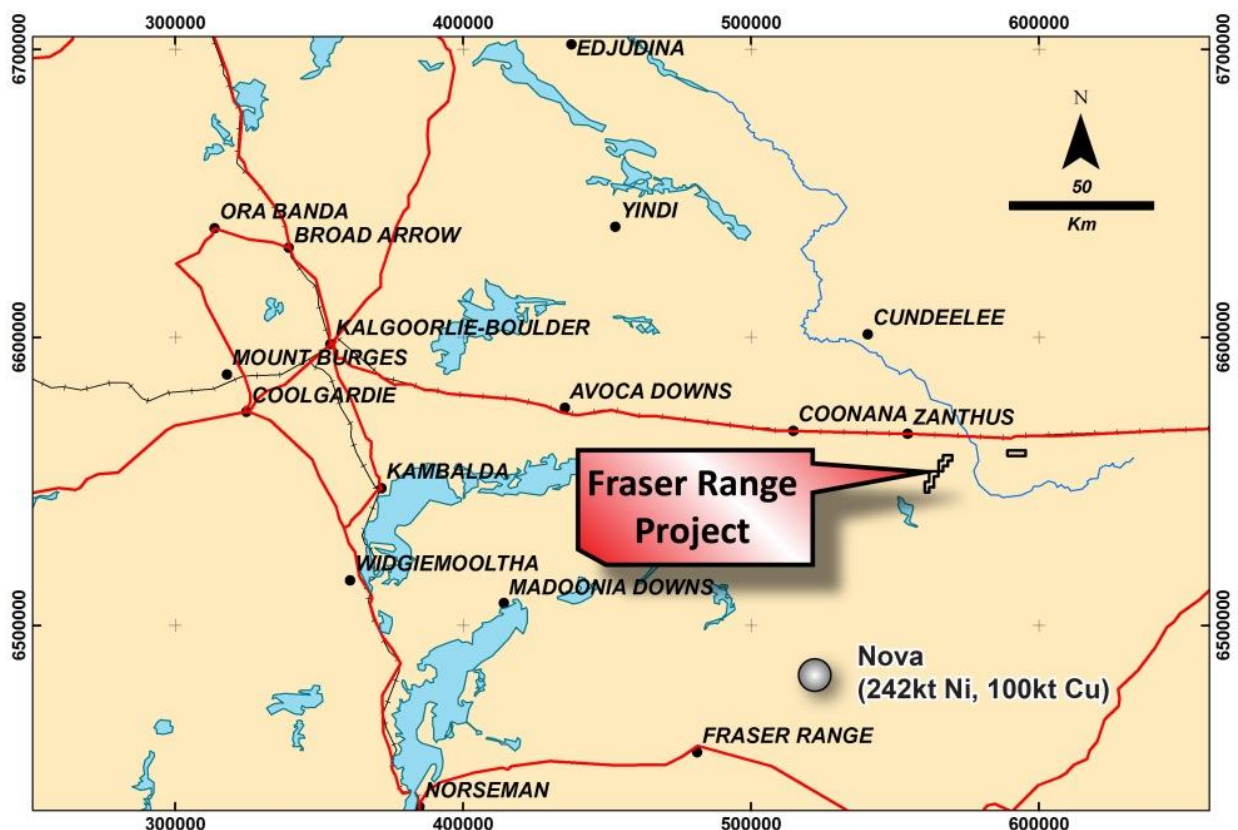 300000
400000
500000
600000
6700000
6700000
EDJUDINA
N
50
Km
ORA BANDA
YINDI
BROAD ARROW
6600000
6600000
KALGOORLIE-BOULDER
CUNDEELEE
MOUNT BURGES
COOLGARDIE
AVOCA DOWNS
COONANA
ZANTHUS
KAMBALDA
Fraser Range
Project
WIDGIEMOOLTHA
MADOONIA DOWNS
6500000
6500000
Nova
(242kt Ni, 100kt Cu)
FRASER RANGE
NORSEMAN
300000
400000
500000
600000